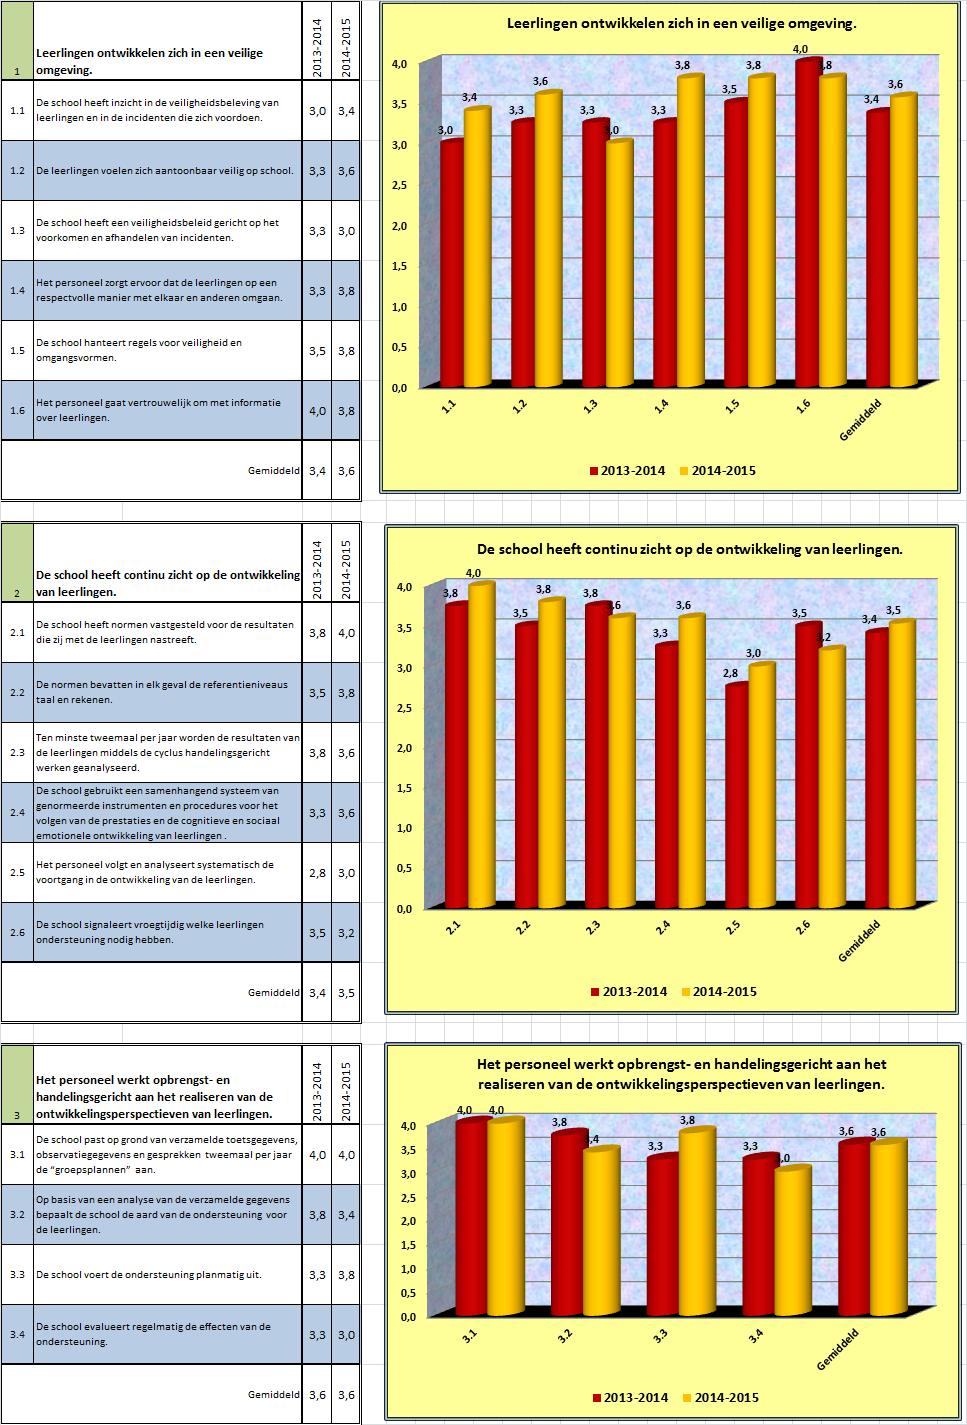 1
Leerlingen ontwikkelen zich in een veilige
omgeving.
2013-2014
2014-2015
1.1
De school heeft inzicht in de veiligheidsbeleving van
leerlingen en in de incidenten die zich voordoen.
3,0 3,4
1.2
De leerlingen voelen zich aantoonbaar veilig op school.
3,3 3,6
1.3
De school heeft een veiligheidsbeleid gericht op het
voorkomen en afhandelen van incidenten.
3,3 3,0
1.4
Het personeel zorgt ervoor dat de leerlingen op een
respectvolle manier met elkaar en anderen omgaan.
3,3 3,8
1.5
De school hanteert regels voor veiligheid en
omgangsvormen.
3,5 3,8
1.6
Het personeel gaat vertrouwelijk om met informatie
over leerlingen.
4,0 3,8
Gemiddeld 3,4 3,6
Leerlingen ontwikkelen zich in een veilige omgeving.
4,0
3,5
3,0
2,5
2,0
1,5
1,0
0,5
0,0
3,0 3,4 3,3 3,6 3,3 3,0 3,3 3,8 3,5 3,8 4,0 3,8 3,4 3,6
1.1 1.2 1.3 1.4 1.5 1.6 Gemiddeld
2013-2014 2014-2015
2
De school heeft continu zicht op de ontwikkeling
van leerlingen.
2013-2014
2014-2015
2.1
De school heeft normen vastgesteld voor de resultaten
die zij met de leerlingen nastreeft.
3,8 4,0
2.2
De normen bevatten in elk geval de referentieniveaus
taal en rekenen.
3,5 3,8
2.3
Ten minste tweemaal per jaar worden de resultaten van
de leerlingen middels de cyclus handelingsgericht
werken geanalyseerd.
3,8 3,6
2.4
De school gebruikt een samenhangend systeem van
genormeerde instrumenten en procedures voor het
volgen van de prestaties en de cognitieve en sociaal
emotionele ontwikkeling van leerlingen .
3,3 3,6
2.5
Het personeel volgt en analyseert systematisch de
voortgang in de ontwikkeling van de leerlingen.
2,8 3,0
2.6
De school signaleert vroegtijdig welke leerlingen
ondersteuning nodig hebben.
3,5 3,2
Gemiddeld 3,4 3,5
De school heeft continu zicht op de ontwikkeling van leerlingen.
4,0
3,5
3,0
2,5
2,0
1,5
1,0
0,5
0,0
3,8 4,0 3,5 3,8 3,8 3,6 3,3 3,6 2,8 3,0 3,5 3,2 3,4 3,5
2.1 2.2 2.3 2.4 2.5 2.6 Gemiddeld
2013-2014 2014-2015
3
Het personeel werkt opbrengst- en
handelingsgericht aan het realiseren van de
ontwikkelingsperspectieven van leerlingen.
2013-2014
2014-2015
3.1
De school past op grond van verzamelde toetsgegevens,
observatiegegevens en gesprekken tweemaal per jaar
de “groepsplannen” aan.
4,0 4,0
3.2
Op basis van een analyse van de verzamelde gegevens
bepaalt de school de aard van de ondersteuning voor
de leerlingen.
3,8 3,4
3.3
De school voert de ondersteuning planmatig uit.
3,3 3,8
3.4
De school evalueert regelmatig de effecten van de
ondersteuning.
3,3 3,0
Gemiddeld 3,6 3,6
Het personeel werkt opbrengst- en handelingsgericht aan het
realiseren van de ontwikkelingsperspectieven van leerlingen.
4,0
3,5
3,0
2,5
2,0
1,5
1,0
0,5
0,0
4,0 4,0 3,8 3,4 3,3 3,8 3,3 3,0 3,6 3,6
3.1 3.2 3.3 3.4 Gemiddeld
2013-2014 2014-2015